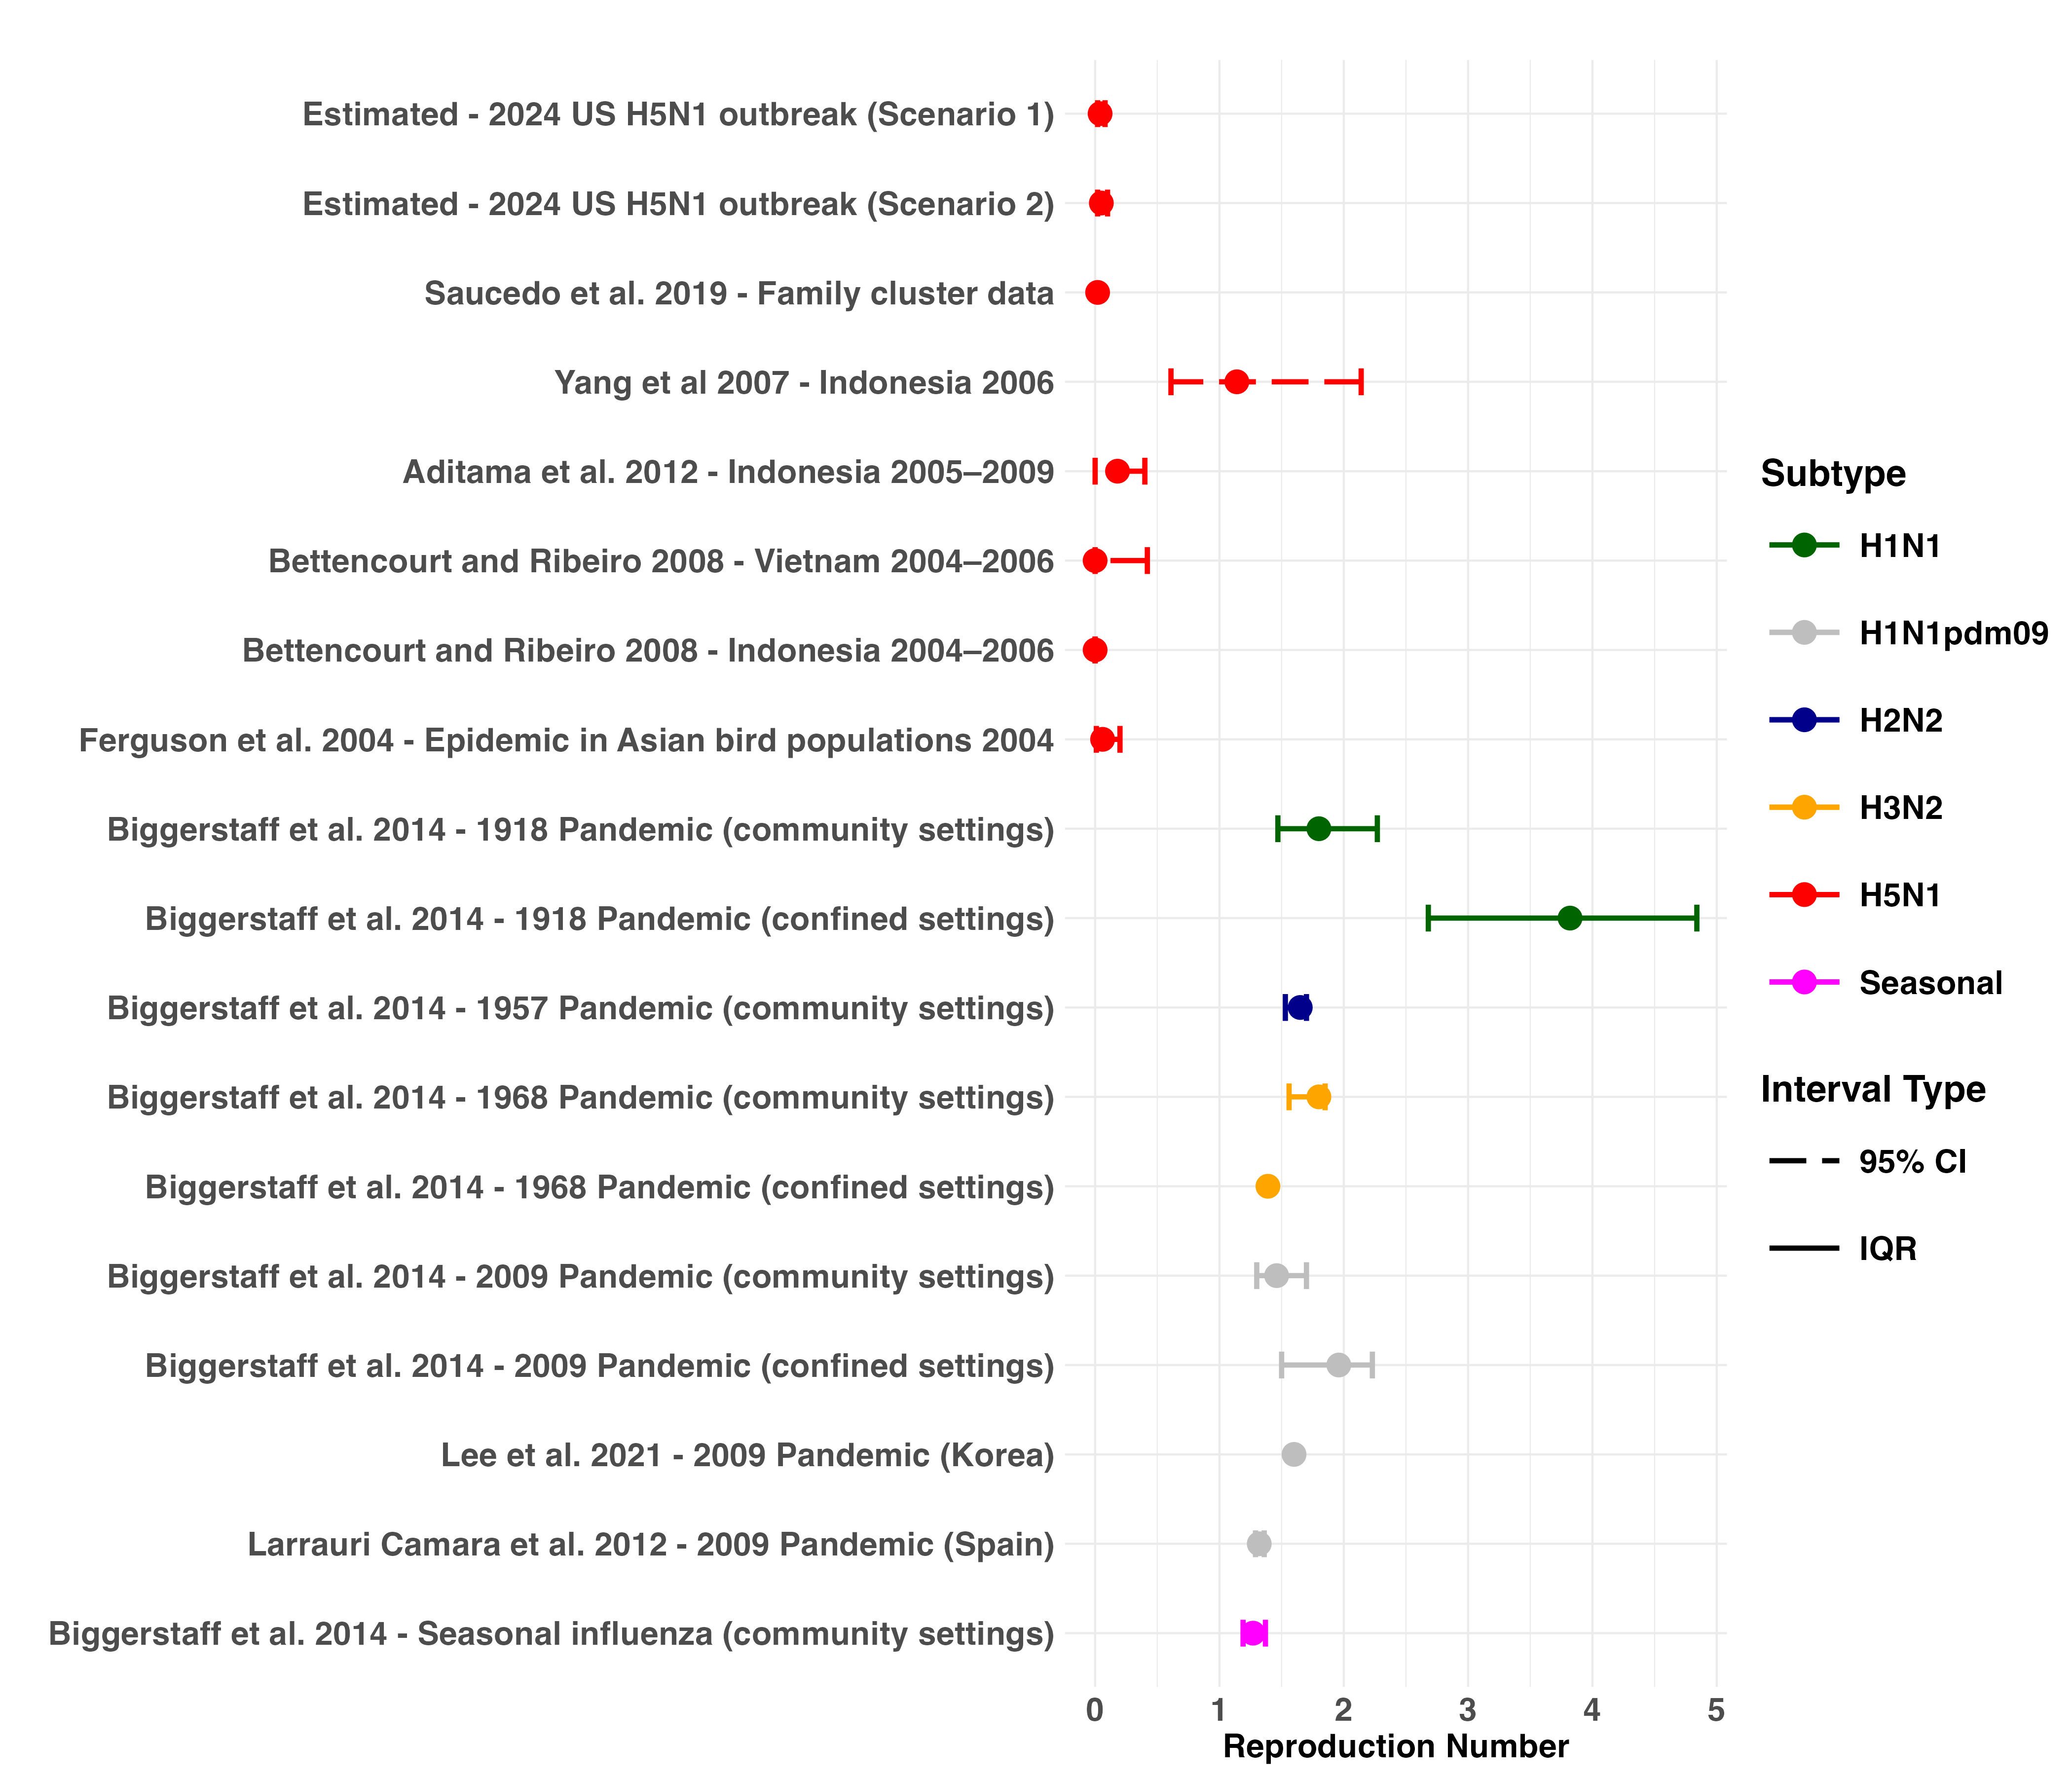 Estimated - 2024 US H5N1 outbreak (Scenario 1)
Estimated - 2024 US H5N1 outbreak (Scenario 2)
Saucedo et al. 2019 - Family cluster data
Yang et al 2007 - Indonesia 2006
Aditama et al. 2012 - Indonesia 2005–2009
Bettencourt and Ribeiro 2008 - Vietnam 2004–2006
Bettencourt and Ribeiro 2008 - Indonesia 2004–2006
Ferguson et al. 2004 - Epidemic in Asian bird populations 2004
Biggerstaff et al. 2014 - 1918 Pandemic (community settings)
Biggerstaff et al. 2014 - 1918 Pandemic (confined settings)
Biggerstaff et al. 2014 - 1957 Pandemic (community settings)
Biggerstaff et al. 2014 - 1968 Pandemic (community settings)
Biggerstaff et al. 2014 - 1968 Pandemic (confined settings)
Biggerstaff et al. 2014 - 2009 Pandemic (community settings)
Biggerstaff et al. 2014 - 2009 Pandemic (confined settings)
Lee et al. 2021 - 2009 Pandemic (Korea)
Larrauri Camara et al. 2012 - 2009 Pandemic (Spain)
Biggerstaff et al. 2014 - Seasonal influenza (community settings)
0 1 2 3 4 5
Reproduction Number
Subtype
H1N1
H1N1pdm09
H2N2
H3N2
H5N1
Seasonal
Interval Type
95% CI
IQR